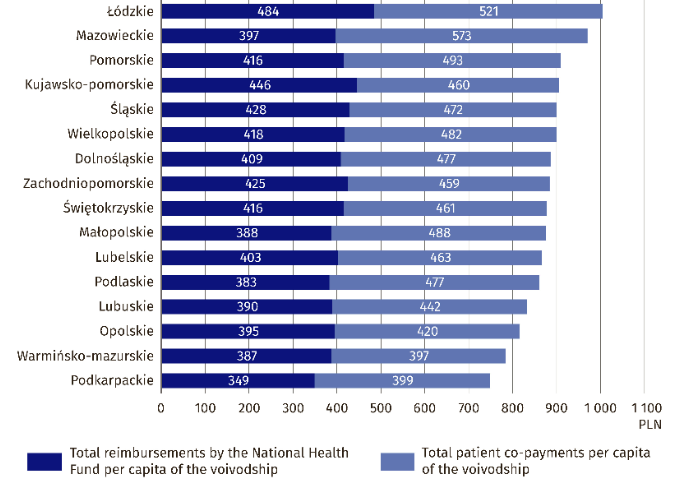 Łódzkie 484 521
Mazowieckie 397 573
Pomorskie 416 493
Kujawsko-pomorskie 446 460
Śląskie 428 472
Wielkopolskie 418 482
Dolnośląskie 409 477
Zachodniopomorskie 425 459
Świętokrzyskie 416 461
Małopolskie 388 488
Lubelskie 403 463
Podlaskie 383 477
Lubuskie 390 442
Opolskie 395 420
Warmińsko-mazurskie 387 397
Podkarpackie 349 399
0 100 200 300 400 500 600 700 800 900 1 000 1 100
PLN
Total reimbursements by the National Health
Fund per capita of the voivodship
Total patient co-payments per capita
of the voivodship